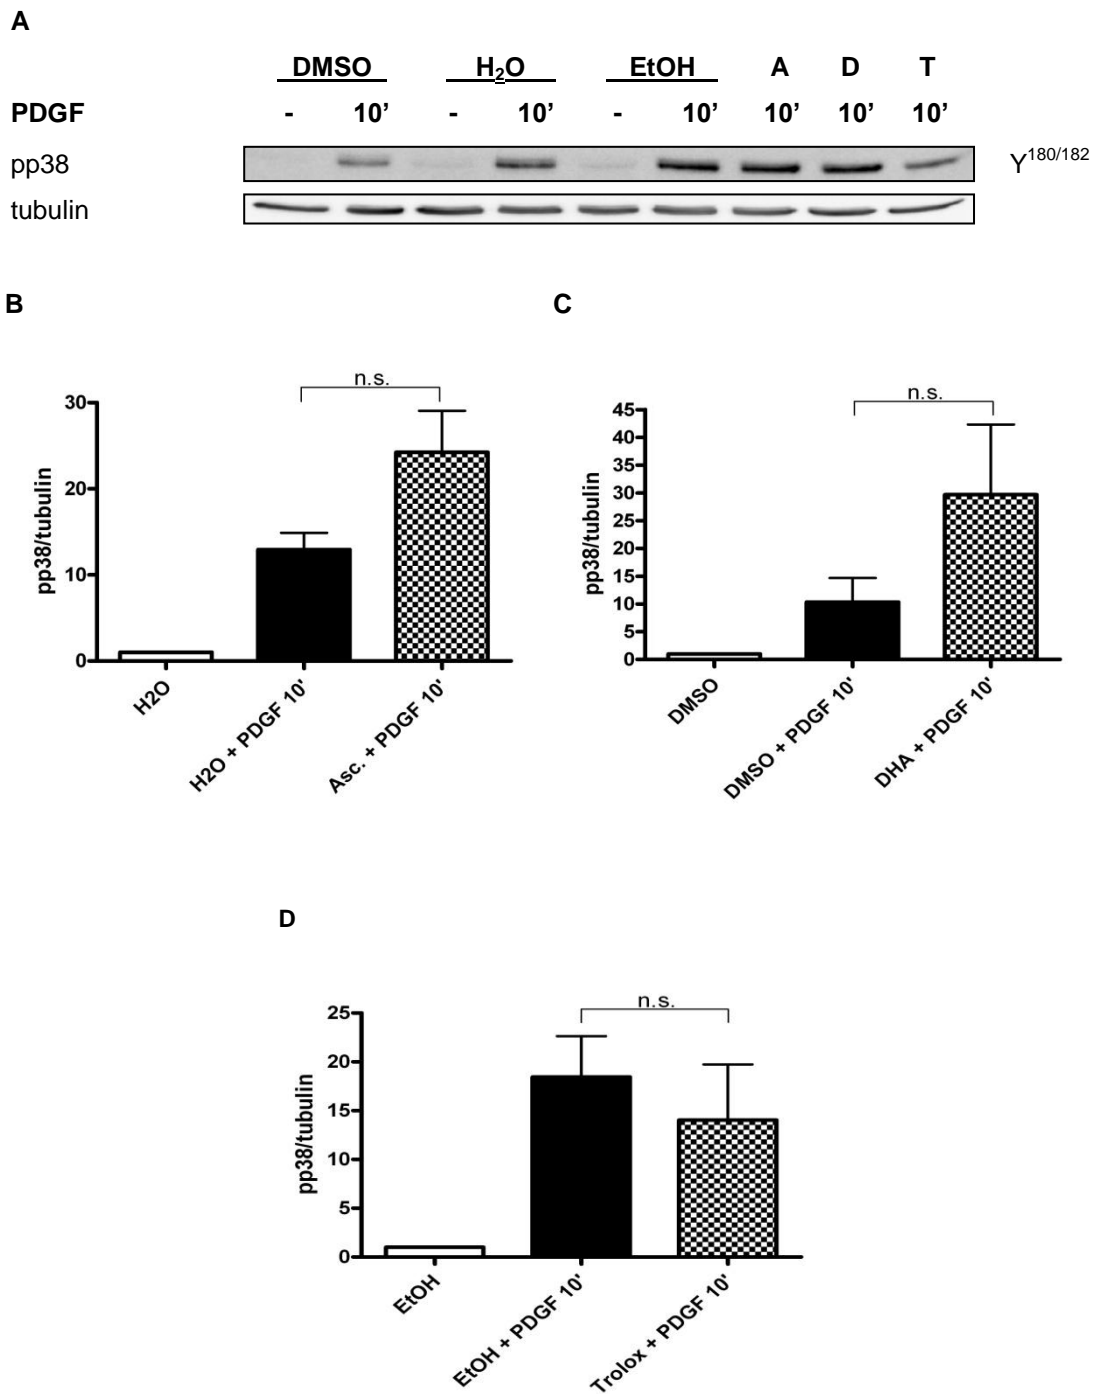 A
DMSO H₂O EtOH A D T
PDGF - 10’ - 10’ - 10’ 10’ 10’ 10’
pp38 Y¹⁸⁰/¹⁸²
tubulin
B
n.s.
30
20
10
0
pp38/tubulin
H2O
H2O + PDGF 10'
Asc. + PDGF 10'
C
n.s.
45
40
35
30
25
20
15
10
5
0
pp38/tubulin
DMSO
DMSO + PDGF 10'
DHA + PDGF 10'
D
n.s.
25
20
15
10
5
0
pp38/tubulin
EtOH
EtOH + PDGF 10'
Trolox + PDGF 10'